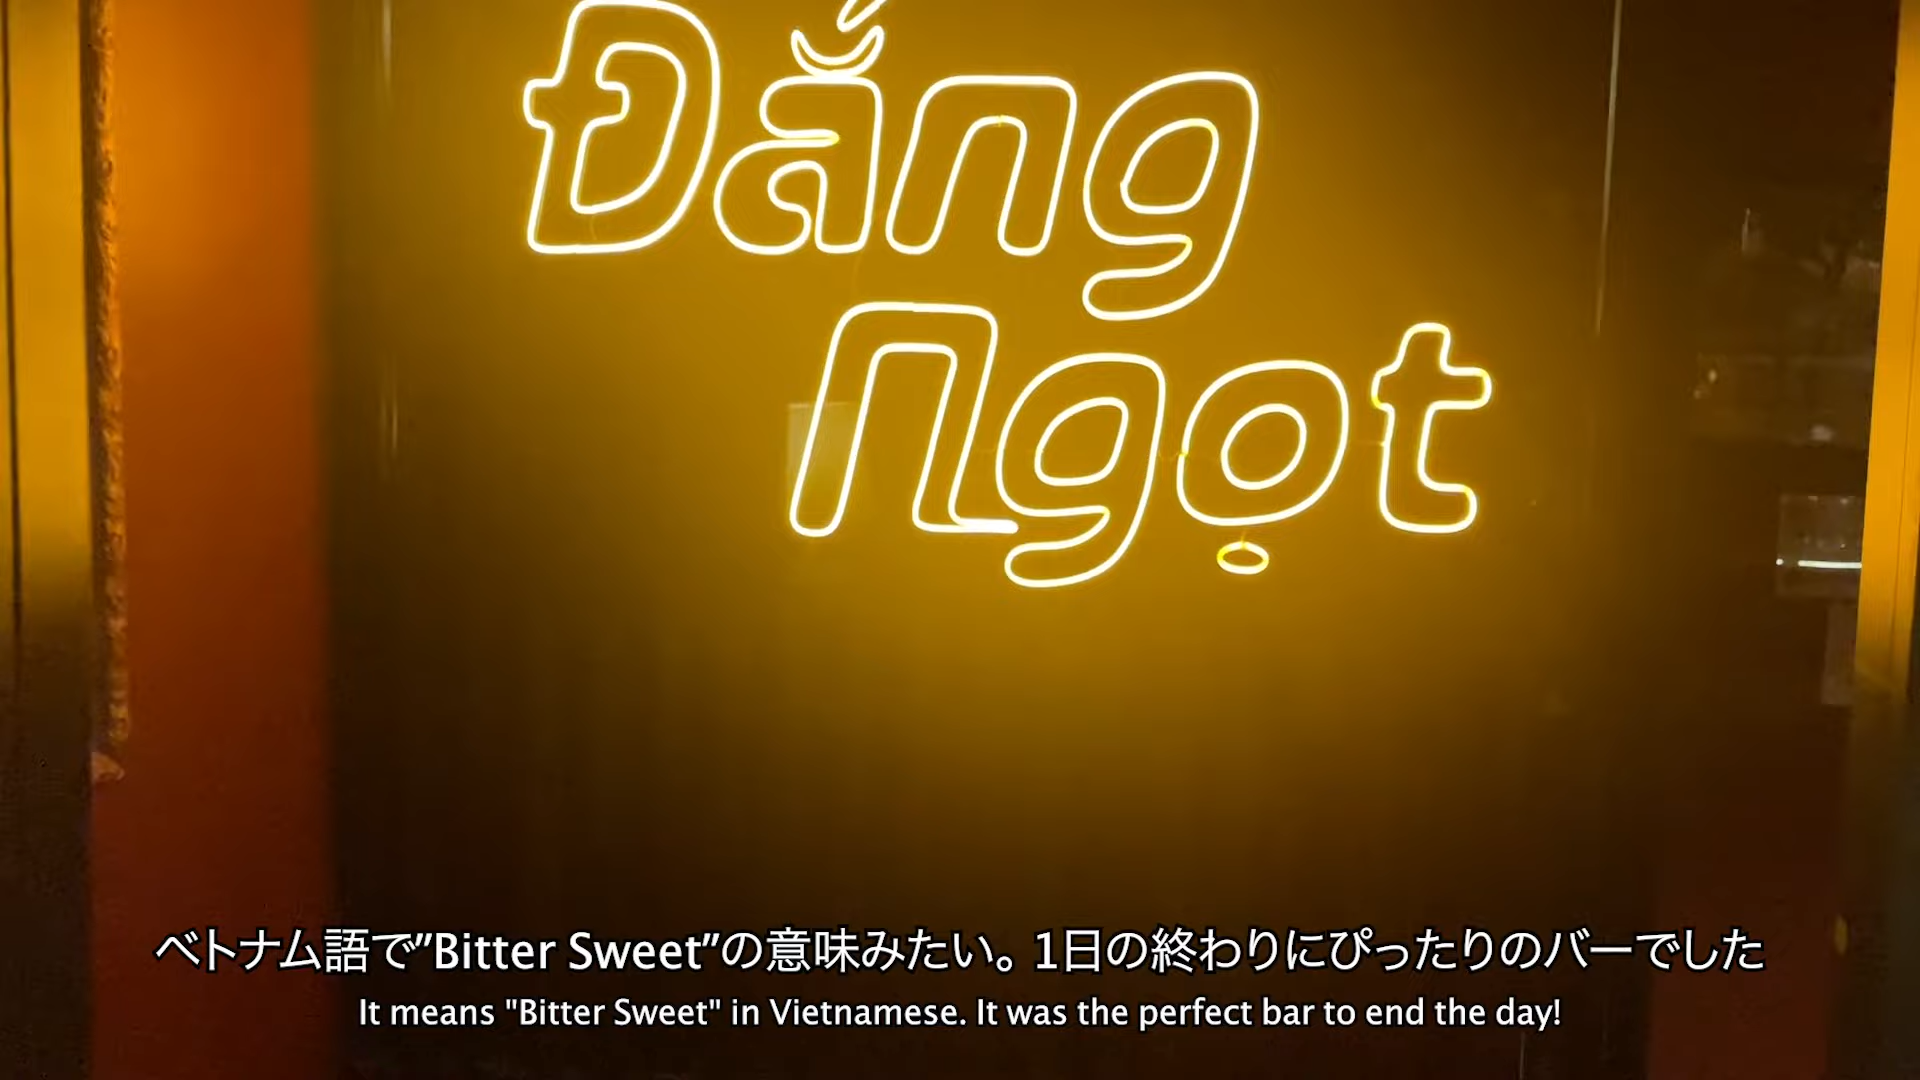 Đắng
Ngọt
ベトナム語で”Bitter Sweet”の意味みたい。1日の終わりにぴったりのバーでした
It means "Bitter Sweet" in Vietnamese. It was the perfect bar to end the day!